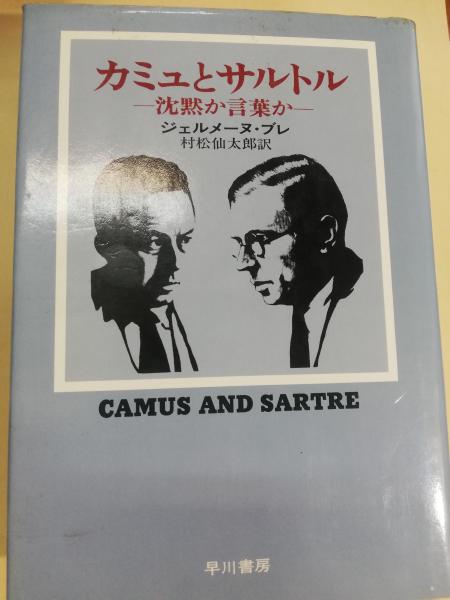 カミュとサルトル
—沈黙か言葉か—
ジェルメーヌ・ブレ
村松仙太郎訳
CAMUS AND SARTRE
早川書房